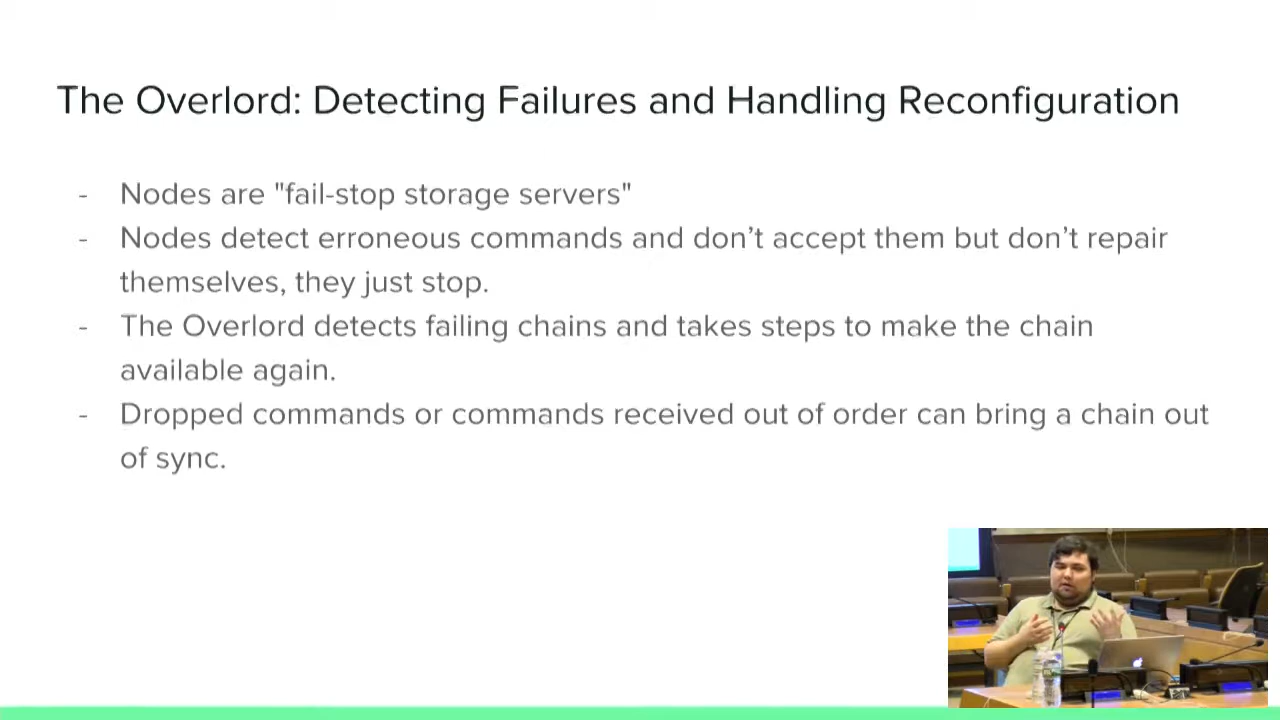 The Overlord: Detecting Failures and Handling Reconfiguration
- Nodes are "fail-stop storage servers"
- Nodes detect erroneous commands and don’t accept them but don’t repair
themselves, they just stop.
- The Overlord detects failing chains and takes steps to make the chain
available again.
- Dropped commands or commands received out of order can bring a chain out
of sync.